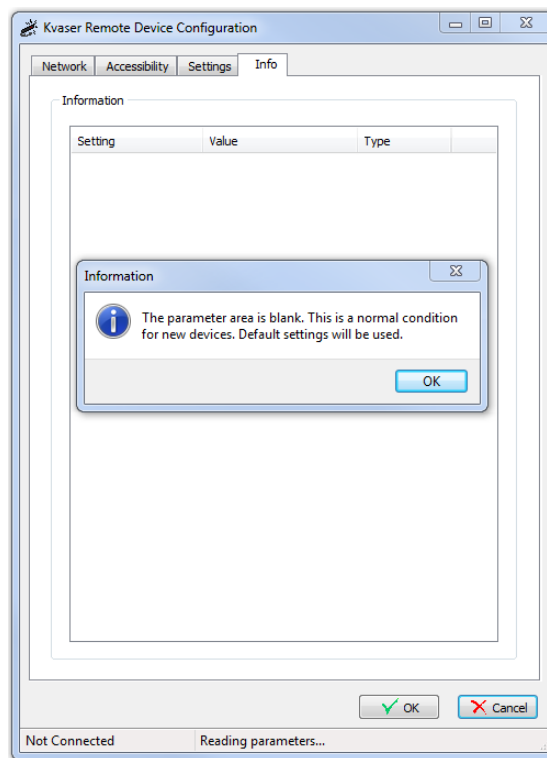 Kvaser Remote Device Configuration
Network Accessibility Settings Info
Information
Setting Value Type
Information
The parameter area is blank. This is a normal condition
for new devices. Default settings will be used.
OK
OK Cancel
Not Connected Reading parameters...